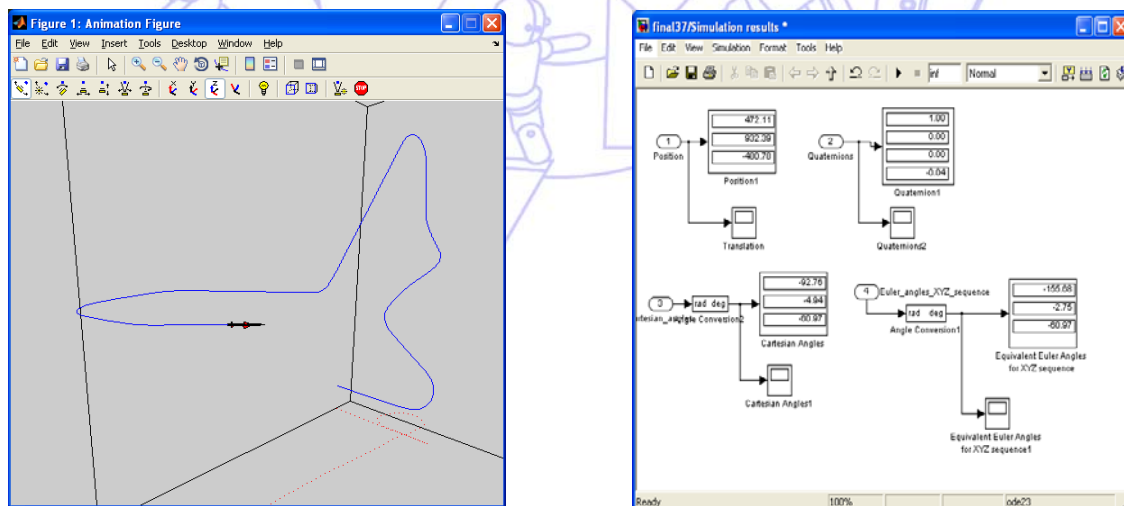 Figure 1: Animation Figure
File Edit View Insert Tools Desktop Window Help
final37/Simulation results *
File Edit View Simulation Format Tools Help
inf Normal
1
Position
472.11
932.39
-400.70
Position1
Translation
2
Quaternions
1.00
0.00
0.00
-0.04
Quaternion1
Quaternions2
3
rad deg
Angle Conversion2
-92.76
-4.94
-60.97
Cartesian Angles
Cartesian Angles1
4
Euler_angles_XYZ_sequence
rad deg
Angle Conversion1
-2.75
-60.97
Equivalent Euler Angles
for XYZ sequence
Equivalent Euler Angles
for XYZ sequence1
Ready 100% ode23